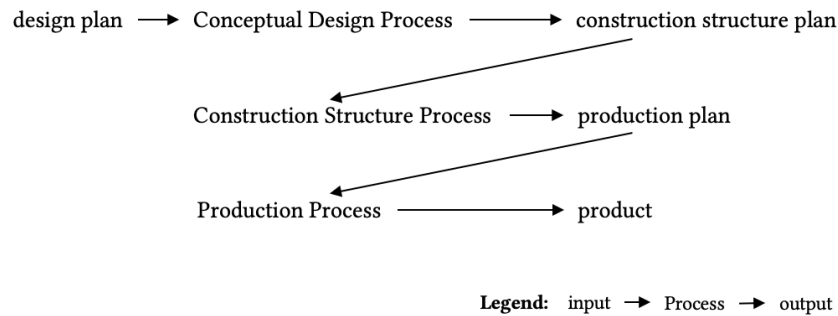 design plan Conceptual Design Process construction structure plan
Construction Structure Process production plan
Production Process product
Legend: input Process output